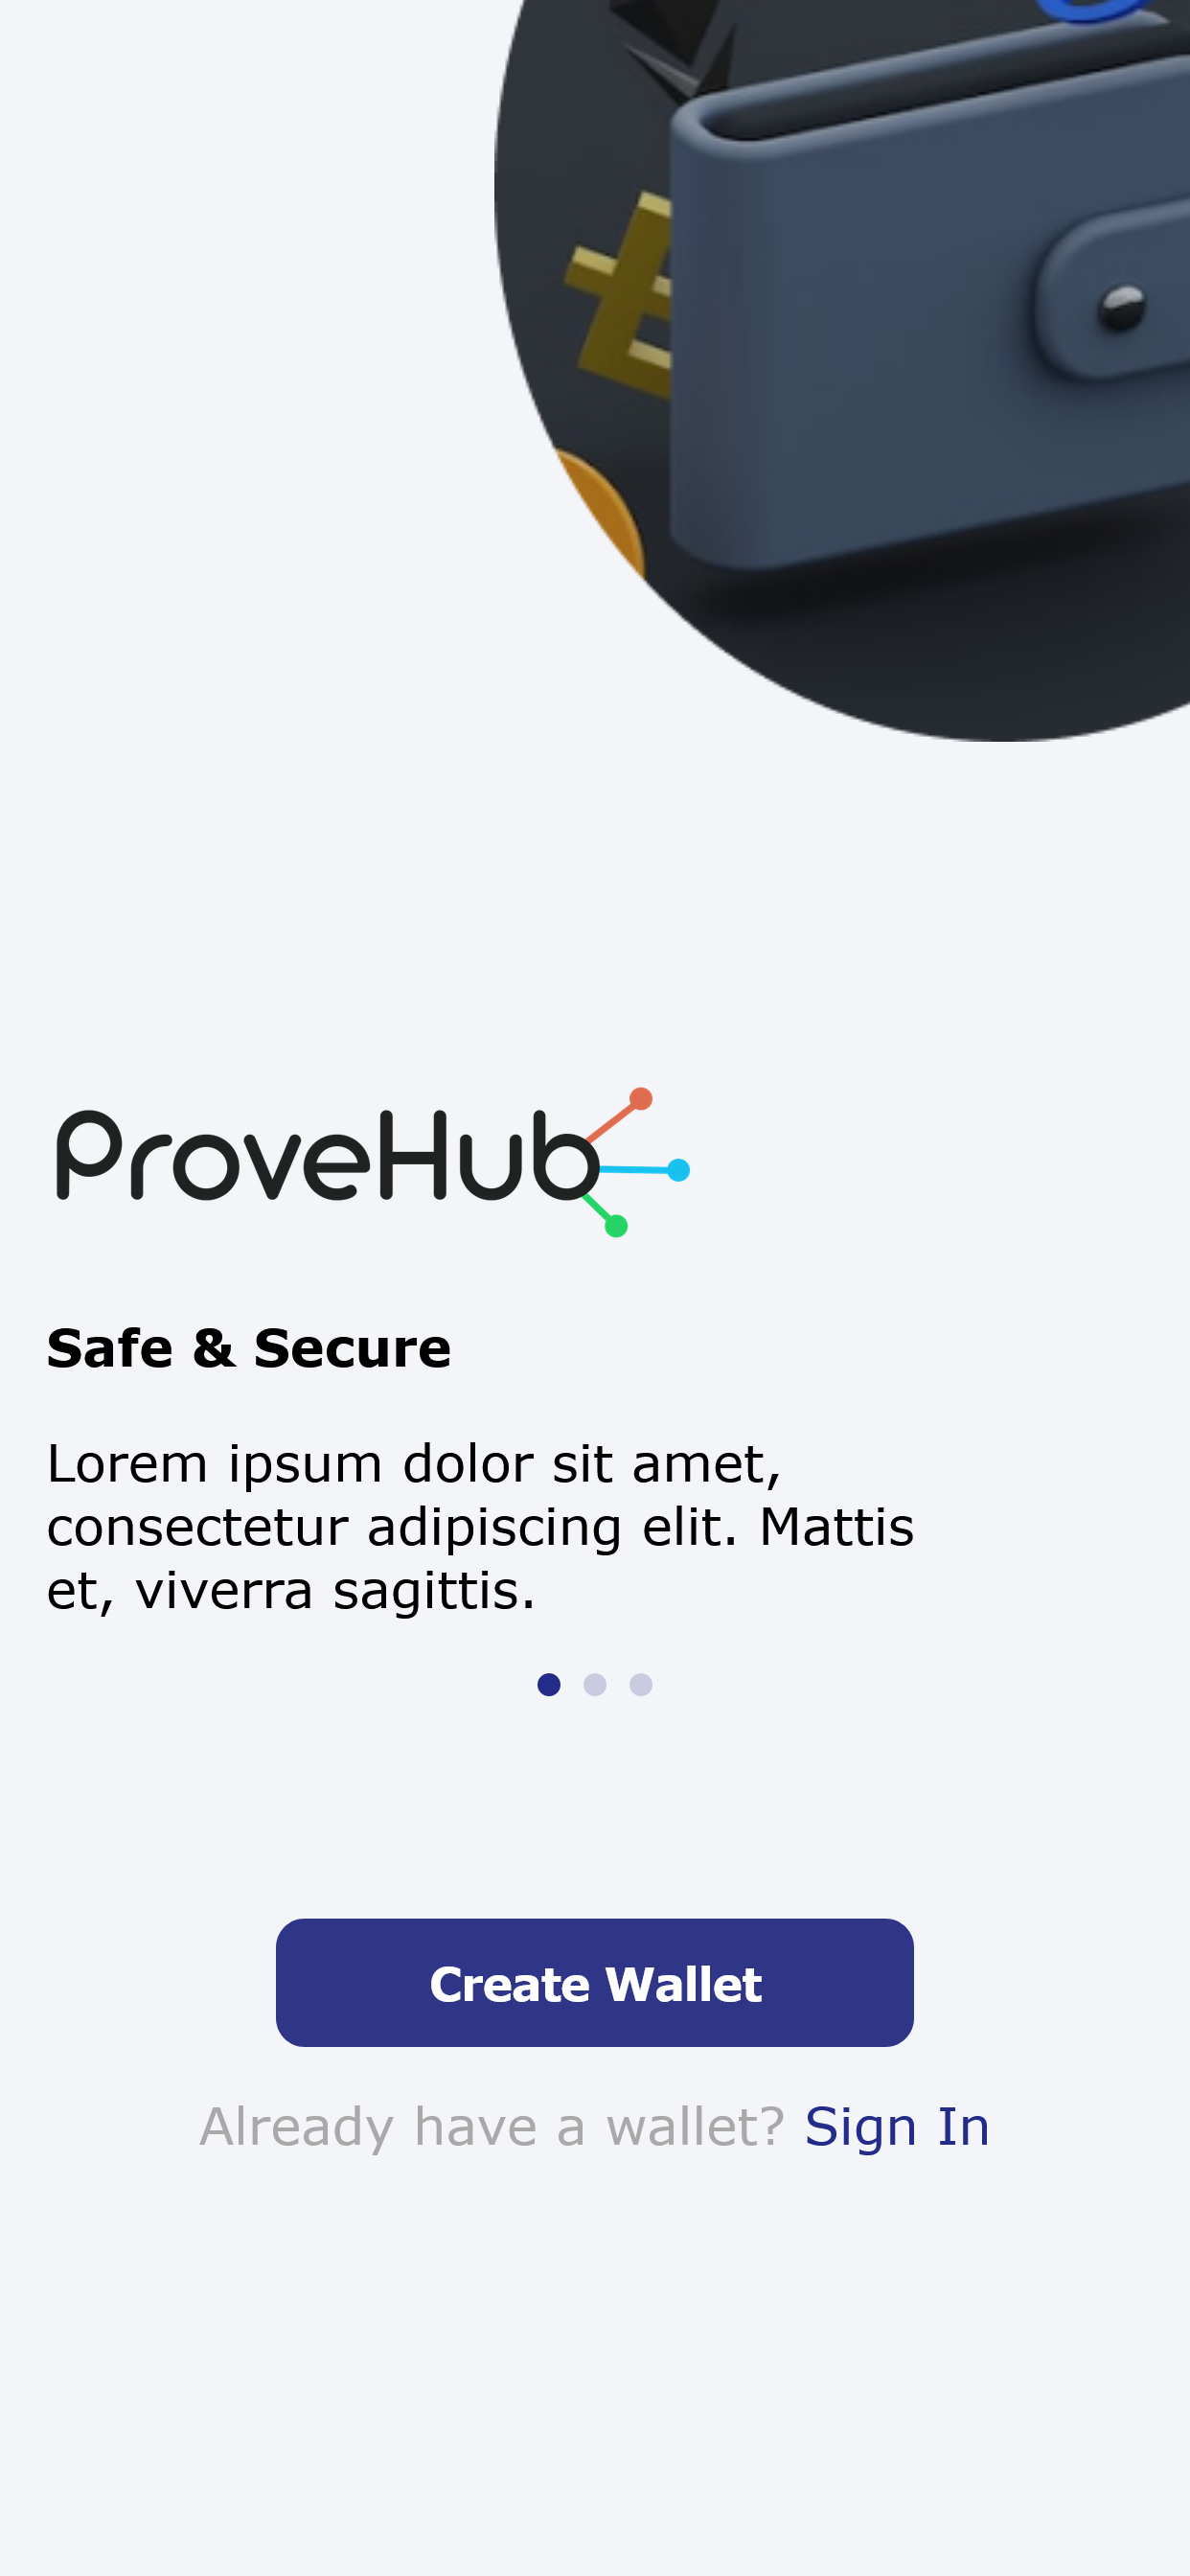 ProveHub
Safe & Secure
Lorem ipsum dolor sit amet,
consectetur adipiscing elit. Mattis
et, viverra sagittis.
Create Wallet
Already have a wallet? Sign In